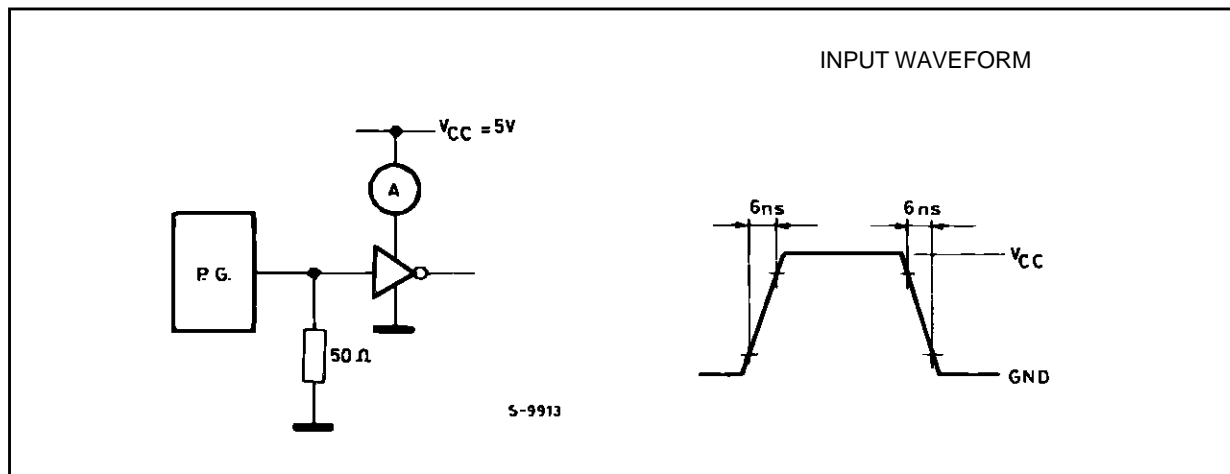 INPUT WAVEFORM
VCC = 5V
A
P.G.
50 Ω
S-9913
6ns
6ns
VCC
GND